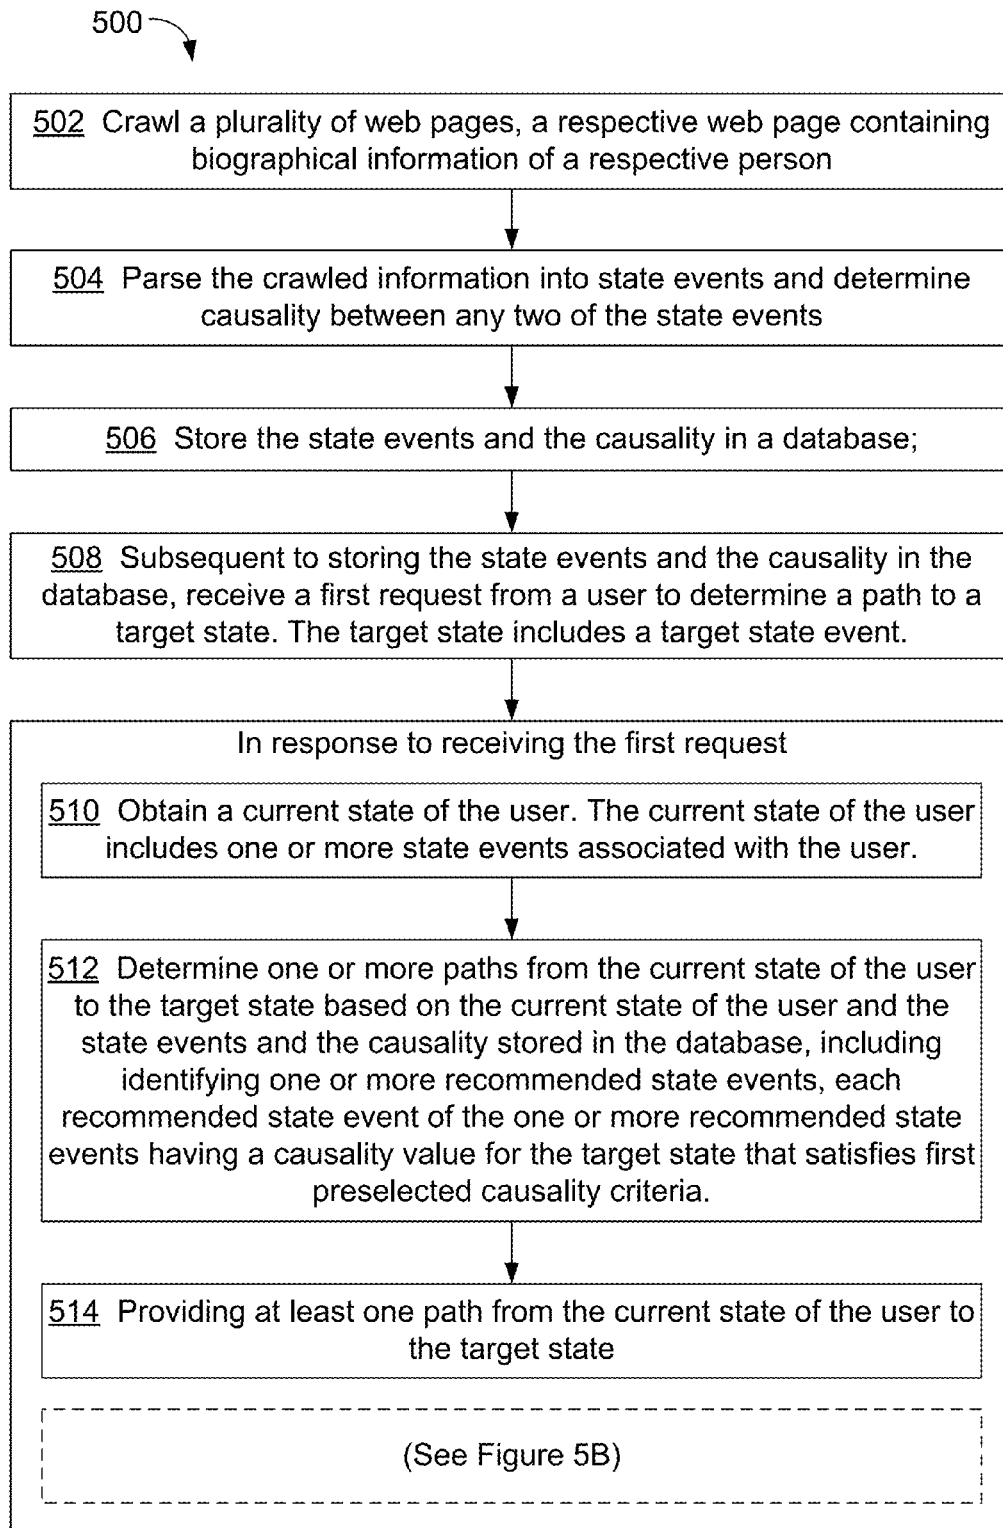 500
502 Crawl a plurality of web pages, a respective web page containing
biographical information of a respective person
504 Parse the crawled information into state events and determine
causality between any two of the state events
506 Store the state events and the causality in a database;
508 Subsequent to storing the state events and the causality in the
database, receive a first request from a user to determine a path to a
target state. The target state includes a target state event.
In response to receiving the first request
510 Obtain a current state of the user. The current state of the user
includes one or more state events associated with the user.
512 Determine one or more paths from the current state of the user
to the target state based on the current state of the user and the
state events and the causality stored in the database, including
identifying one or more recommended state events, each
recommended state event of the one or more recommended state
events having a causality value for the target state that satisfies first
preselected causality criteria.
514 Providing at least one path from the current state of the user to
the target state
(See Figure 5B)